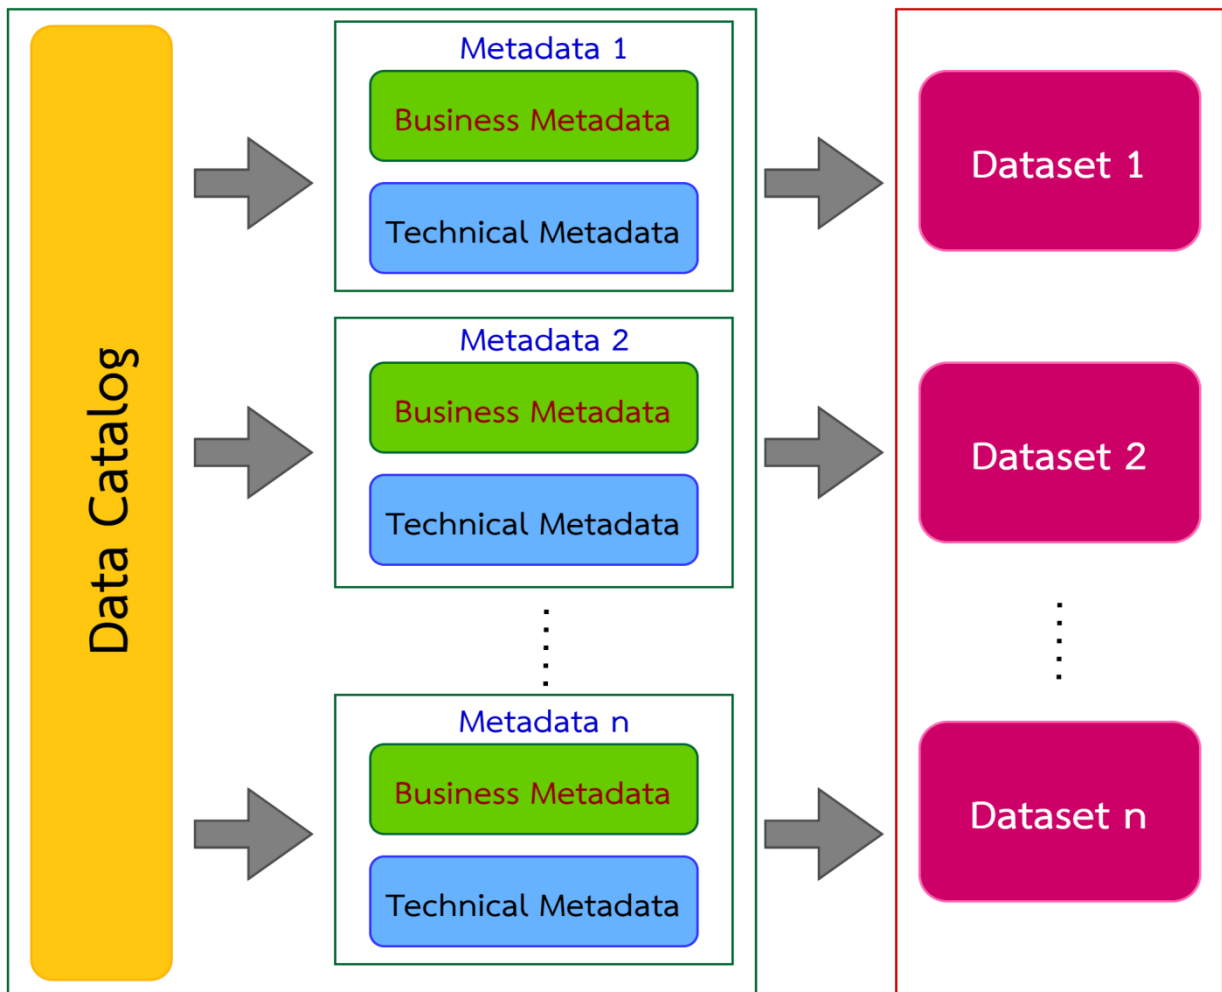 Data Catalog
Metadata 1
Business Metadata
Technical Metadata
Dataset 1
Metadata 2
Business Metadata
Technical Metadata
Dataset 2
Metadata n
Business Metadata
Technical Metadata
Dataset n